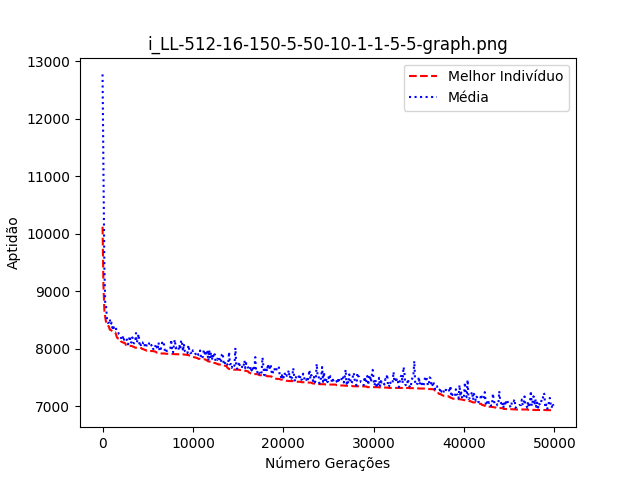 i_LL-512-16-150-5-50-10-1-1-5-5-graph.png
Melhor Indivíduo
Média
Aptidão
13000
12000
11000
10000
9000
8000
7000
0 10000 20000 30000 40000 50000
Número Gerações